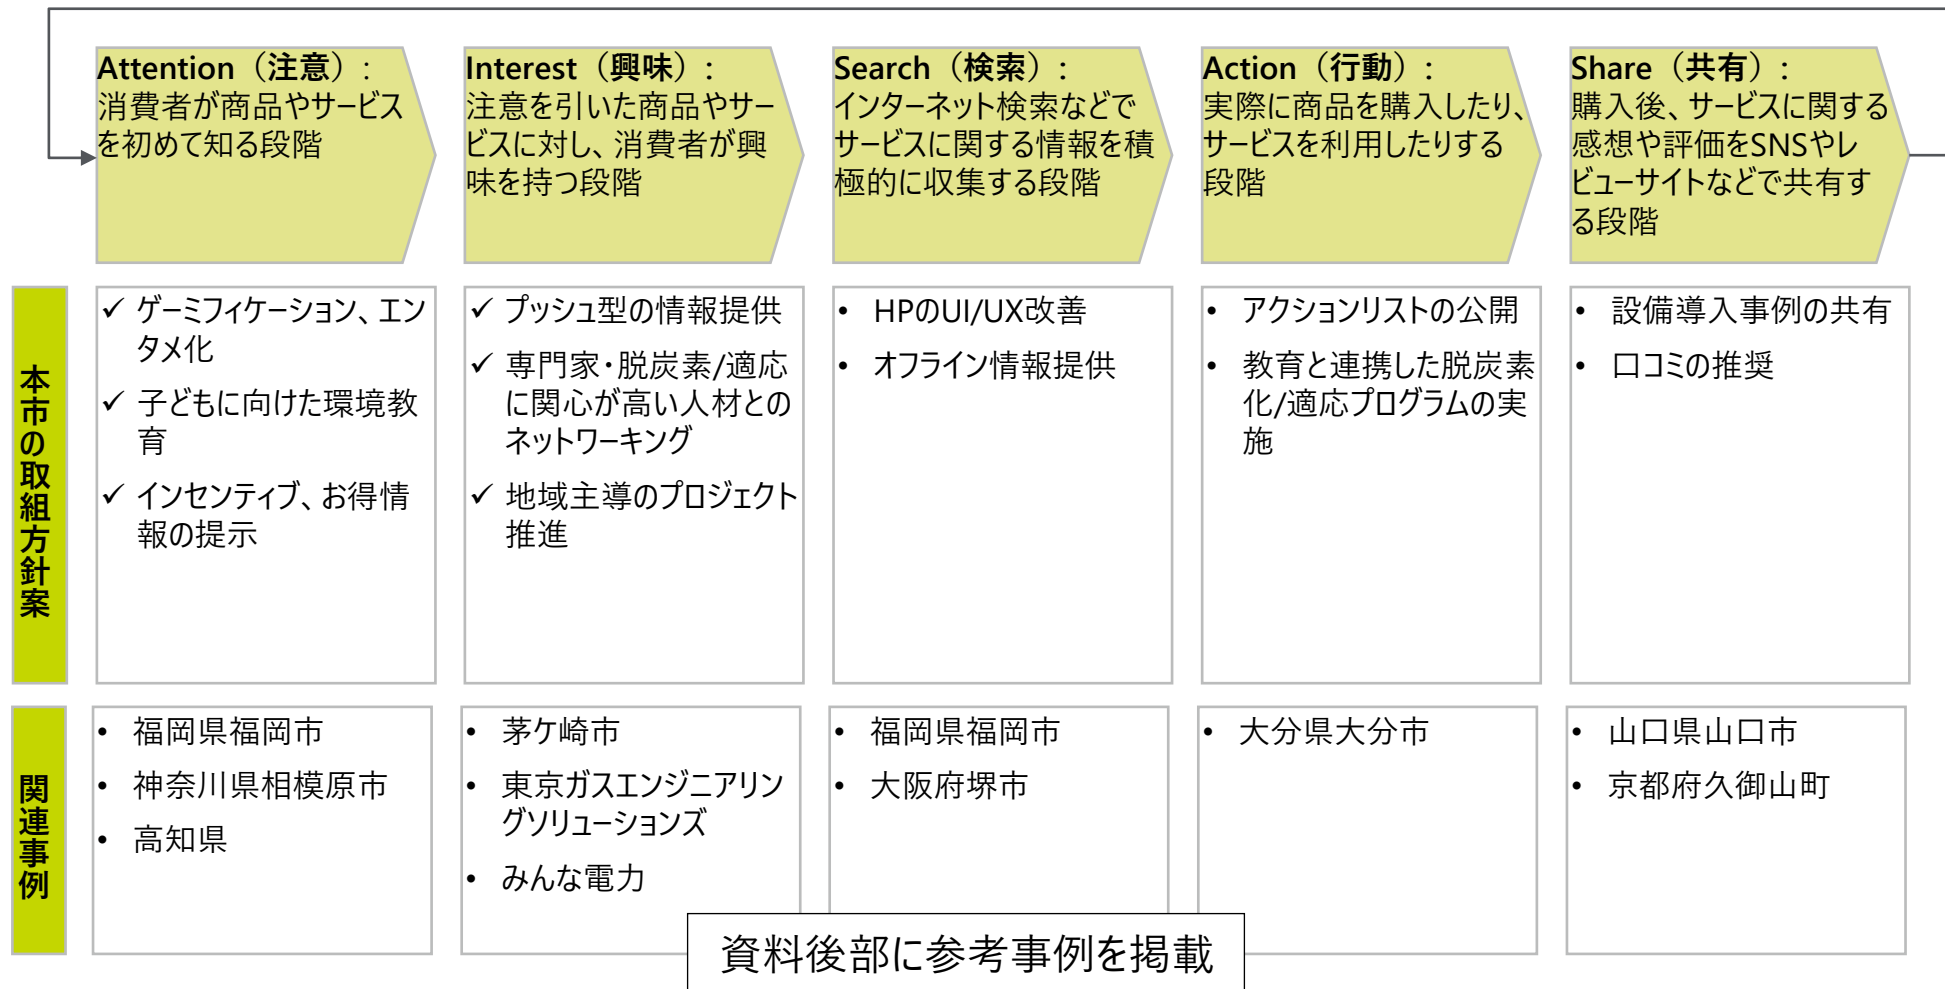 Attention（注意）:
消費者が商品やサービス
を初めて知る段階
Interest（興味）:
注意を引いた商品やサー
ビスに対し、消費者が興
味を持つ段階
Search（検索）:
インターネット検索などで
サービスに関する情報を積
極的に収集する段階
Action（行動）:
実際に商品を購入したり、
サービスを利用したりする
段階
Share（共有）:
購入後、サービスに関する
感想や評価をSNSやレ
ビューサイトなどで共有す
る段階
本市の取組方針案
✓ ゲーミフィケーション、エン
タメ化
✓ 子どもに向けた環境教
育
✓ インセンティブ、お得情
報の提示
✓ プッシュ型の情報提供
✓ 専門家・脱炭素/適応
に関心が高い人材との
ネットワーキング
✓ 地域主導のプロジェクト
推進
• HPのUI/UX改善
• オフライン情報提供
• アクションリストの公開
• 教育と連携した脱炭素
化/適応プログラムの実
施
• 設備導入事例の共有
• 口コミの推奨
関連事例
• 福岡県福岡市
• 神奈川県相模原市
• 高知県
• 茅ケ崎市
• 東京ガスエンジニアリン
グソリューションズ
• みんな電力
• 福岡県福岡市
• 大阪府堺市
• 大分県大分市
• 山口県山口市
• 京都府久御山町
資料後部に参考事例を掲載